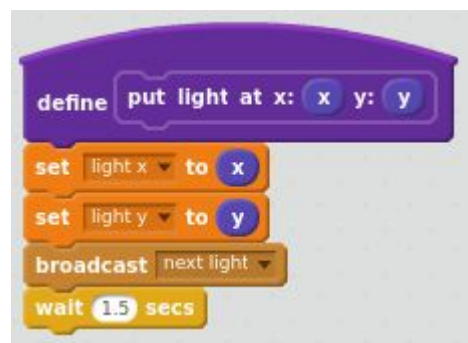 define put light at x: x y: y
set light x to x
set light y to y
broadcast next light
wait 1.5 secs